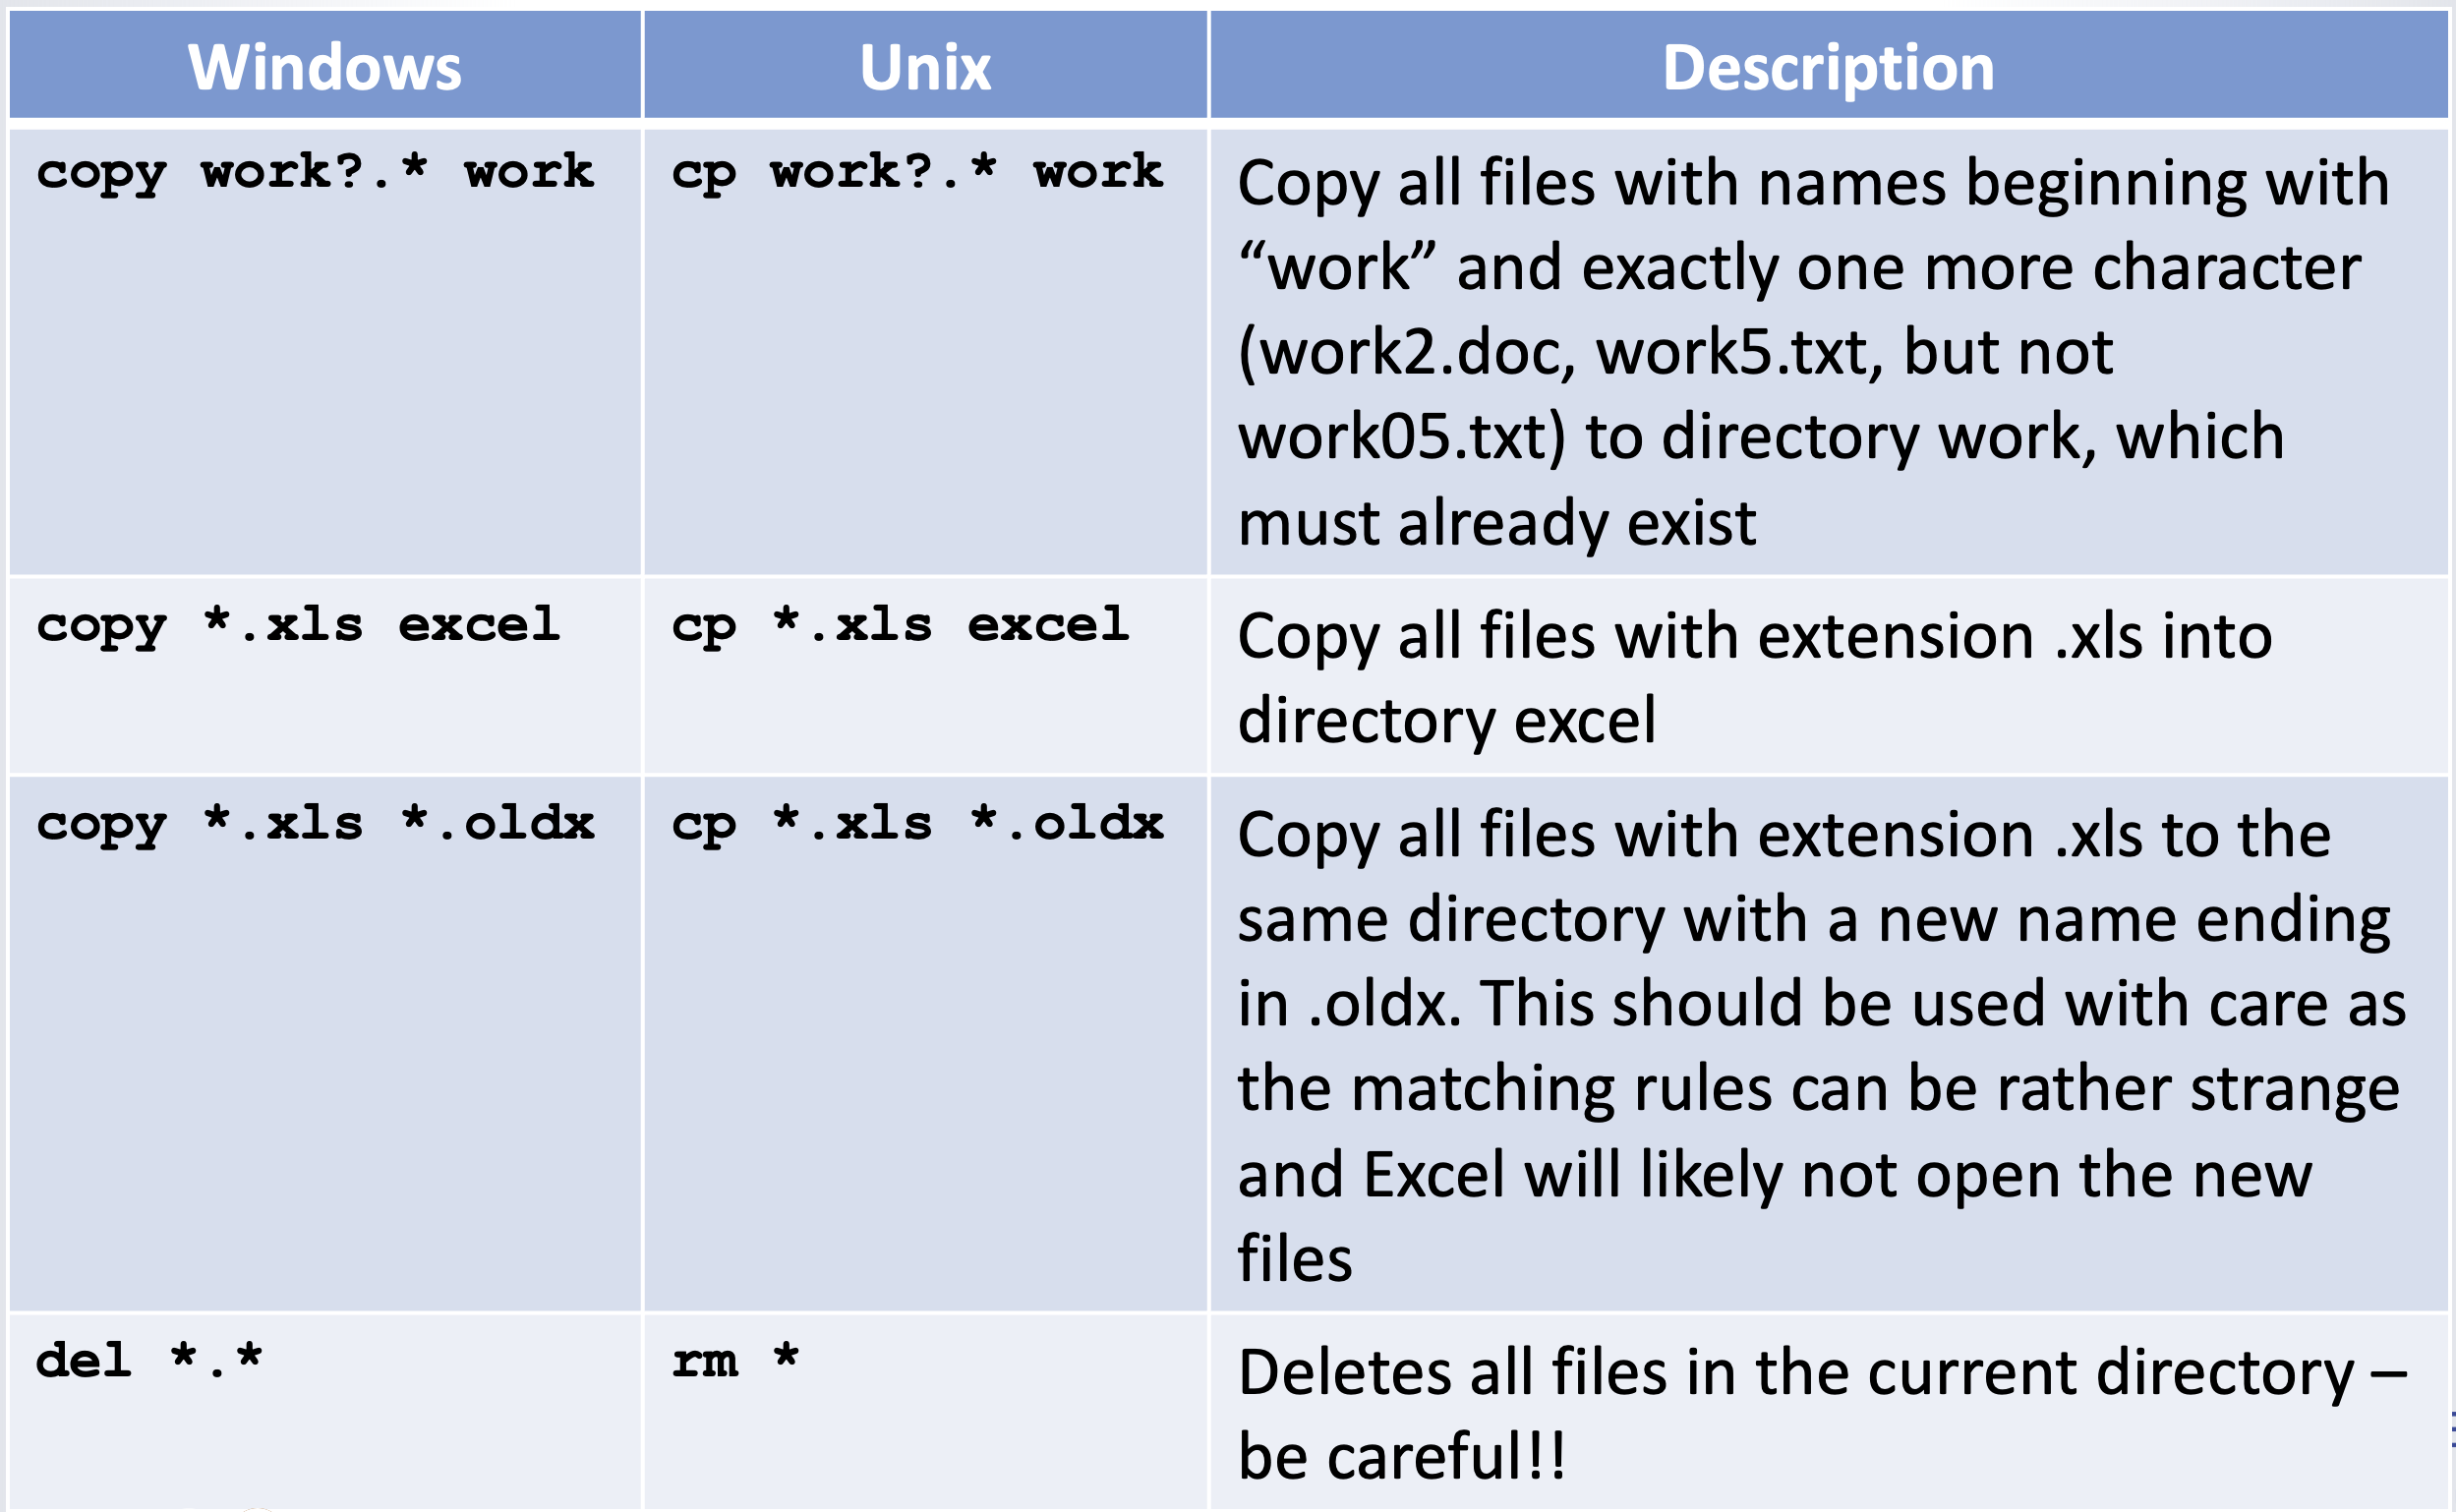 Windows Unix Description
copy work?.* work cp work?.* work Copy all files with names beginning with
“work” and exactly one more character
(work2.doc, work5.txt, but not
work05.txt) to directory work, which
must already exist
copy *.xls excel cp *.xls excel Copy all files with extension .xls into
directory excel
copy *.xls *.oldx cp *.xls *.oldx Copy all files with extension .xls to the
same directory with a new name ending
in .oldx. This should be used with care as
the matching rules can be rather strange
and Excel will likely not open the new
files
del *.* rm * Deletes all files in the current directory –
be careful!!